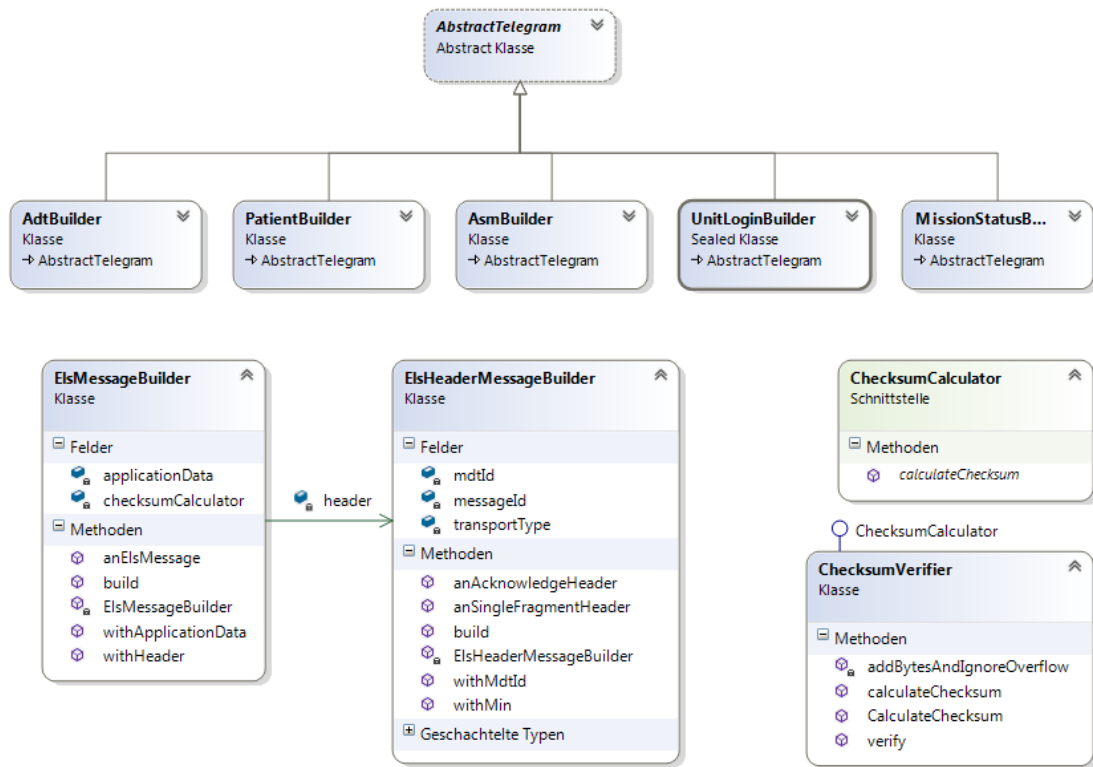 AbstractTelegram
Abstract Klasse
AdtBuilder
Klasse
AbstractTelegram
PatientBuilder
Klasse
AbstractTelegram
AsmBuilder
Klasse
AbstractTelegram
UnitLoginBuilder
Sealed Klasse
AbstractTelegram
MissionStatusB...
Klasse
AbstractTelegram
ElsMessageBuilder
Klasse
Felder
applicationData
checksumCalculator
Methoden
anElsMessage
build
ElsMessageBuilder
withApplicationData
withHeader
header
ElsHeaderMessageBuilder
Klasse
Felder
mdtId
messageId
transportType
Methoden
anAcknowledgeHeader
anSingleFragmentHeader
build
ElsHeaderMessageBuilder
withMdtId
withMin
Geschachtelte Typen
ChecksumCalculator
Schnittstelle
Methoden
calculateChecksum
ChecksumCalculator
ChecksumVerifier
Klasse
Methoden
addBytesAndIgnoreOverflow
calculateChecksum
CalculateChecksum
verify